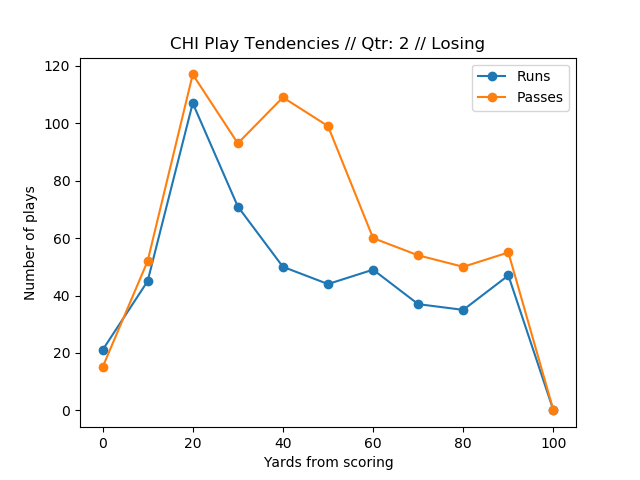 CHI Play Tendencies // Qtr: 2 // Losing
Runs
Passes
120
100
80
60
40
20
0
Number of plays
0 20 40 60 80 100
Yards from scoring